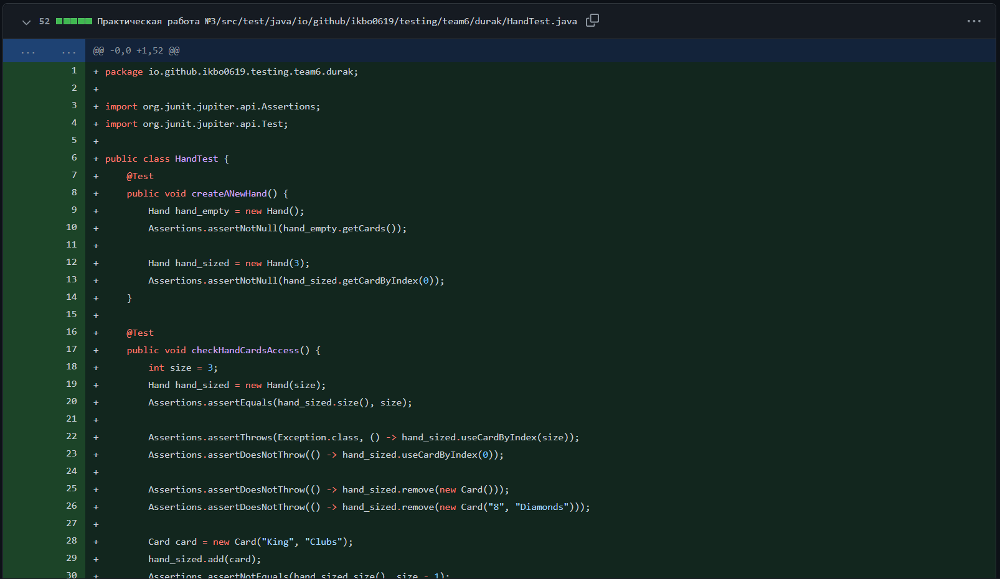 52 Практическая работа №3/src/test/java/io/github/ikbo0619/testing/team6/durak/HandTest.java
... ... @@ -0,0 +1,52 @@
1 + package io.github.ikbo0619.testing.team6.durak;
2 +
3 + import org.junit.jupiter.api.Assertions;
4 + import org.junit.jupiter.api.Test;
5 +
6 + public class HandTest {
7 +     @Test
8 +     public void createANewHand() {
9 +         Hand hand_empty = new Hand();
10 +         Assertions.assertNotNull(hand_empty.getCards());
11 +
12 +         Hand hand_sized = new Hand(3);
13 +         Assertions.assertNotNull(hand_sized.getCardByIndex(0));
14 +     }
15 +
16 +     @Test
17 +     public void checkHandCardsAccess() {
18 +         int size = 3;
19 +         Hand hand_sized = new Hand(size);
20 +         Assertions.assertEquals(hand_sized.size(), size);
21 +
22 +         Assertions.assertThrows(Exception.class, () -> hand_sized.useCardByIndex(size));
23 +         Assertions.assertDoesNotThrow(() -> hand_sized.useCardByIndex(0));
24 +
25 +         Assertions.assertDoesNotThrow(() -> hand_sized.remove(new Card()));
26 +         Assertions.assertDoesNotThrow(() -> hand_sized.remove(new Card("8", "Diamonds")));
27 +
28 +         Card card = new Card("King", "Clubs");
29 +         hand_sized.add(card);
30 +         Assertions.assertNotEquals(hand_sized.size(), size - 1);